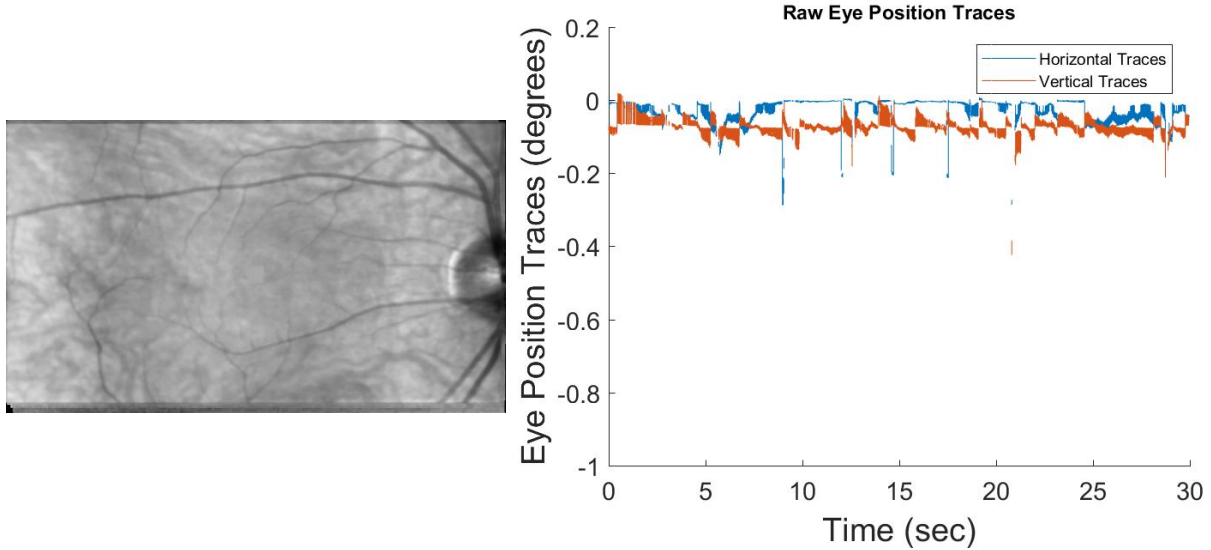 Raw Eye Position Traces
Eye Position Traces (degrees)
0.2
0
-0.2
-0.4
-0.6
-0.8
-1
Horizontal Traces
Vertical Traces
0 5 10 15 20 25 30
Time (sec)